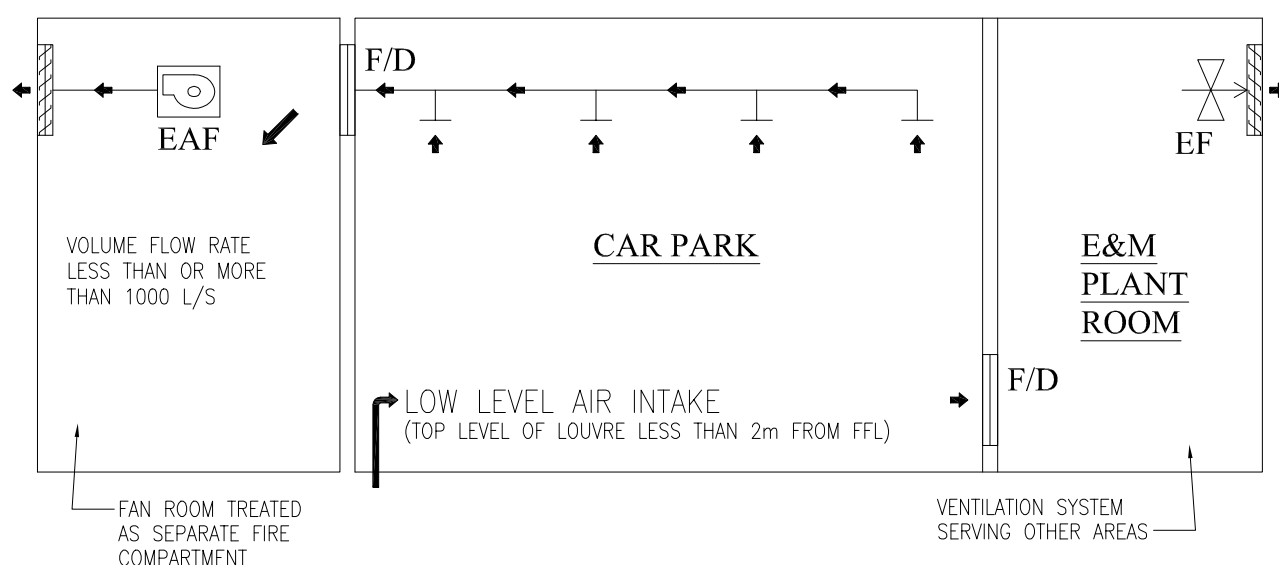 F/D
EAF
EF
VOLUME FLOW RATE
LESS THAN OR MORE
THAN 1000 L/S
CAR PARK
E&M
PLANT
ROOM
F/D
LOW LEVEL AIR INTAKE
(TOP LEVEL OF LOUVRE LESS THAN 2m FROM FFL)
FAN ROOM TREATED
AS SEPARATE FIRE
COMPARTMENT
VENTILATION SYSTEM
SERVING OTHER AREAS